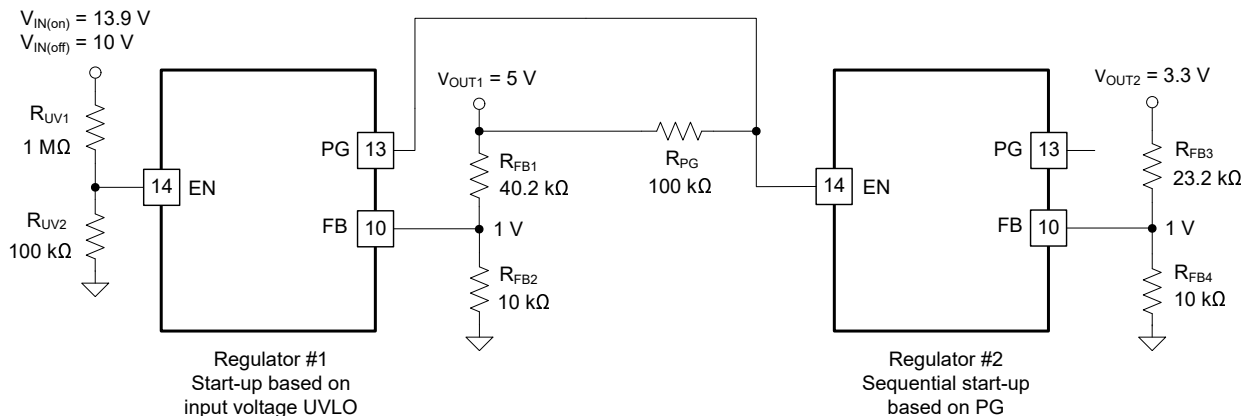 V_IN(on) = 13.9 V
V_IN(off) = 10 V
R_UV1
1 MΩ
R_UV2
100 kΩ
14
EN
PG
13
FB
10
Regulator #1
Start-up based on
input voltage UVLO
V_OUT1 = 5 V
R_FB1
40.2 kΩ
1 V
R_FB2
10 kΩ
R_PG
100 kΩ
14
EN
PG
13
FB
10
Regulator #2
Sequential start-up
based on PG
V_OUT2 = 3.3 V
R_FB3
23.2 kΩ
1 V
R_FB4
10 kΩ